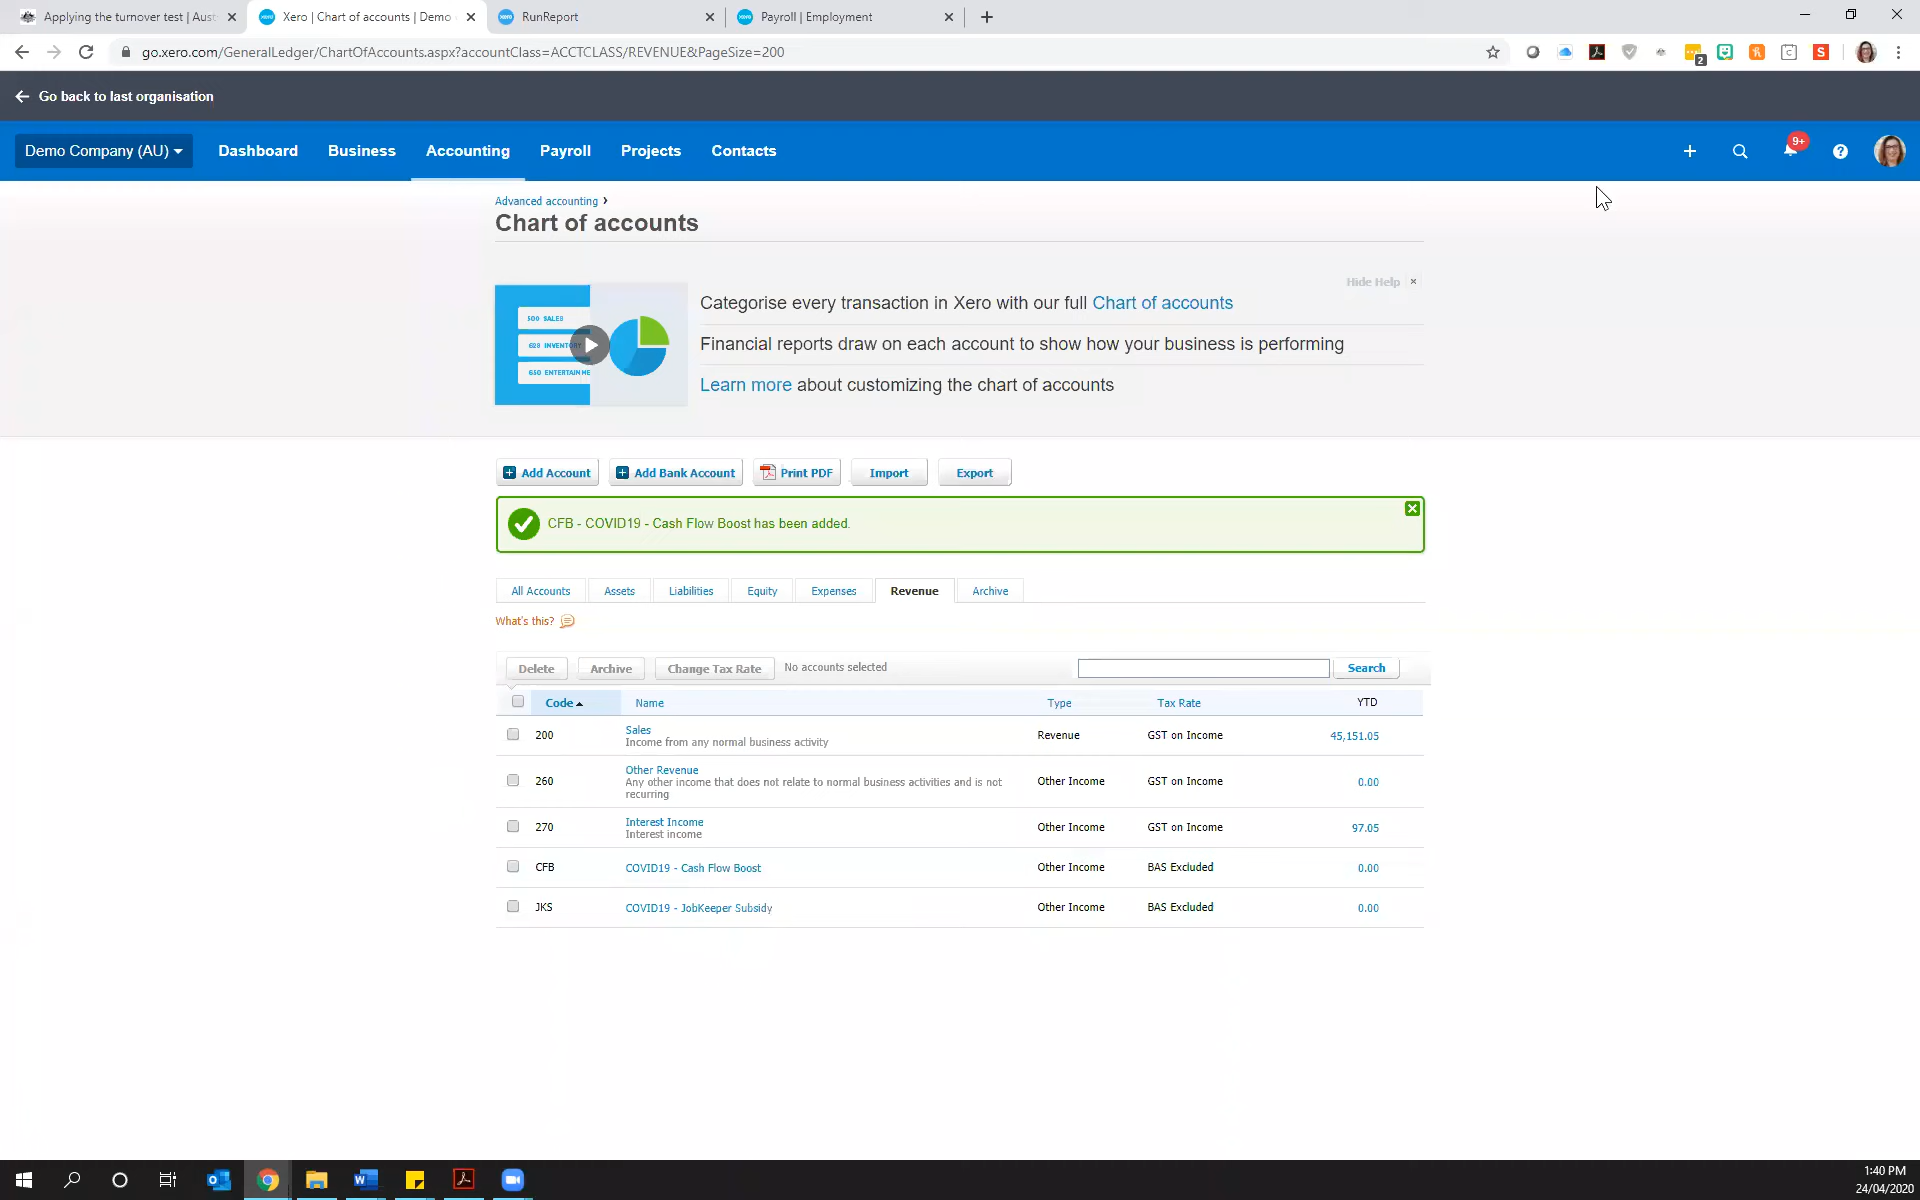 Applying the turnover test | Aust
Xero | Chart of accounts | Demo
RunReport
Payroll | Employment
go.xero.com/GeneralLedger/ChartOfAccounts.aspx?accountClass=ACCTCLASS/REVENUE&PageSize=200
2
Go back to last organisation
Demo Company (AU)
Dashboard
Business
Accounting
Payroll
Projects
Contacts
9+
Advanced accounting ›
Chart of accounts
Hide Help
500 SALES
628 INVENTORY
650 ENTERTAINME
Categorise every transaction in Xero with our full Chart of accounts
Financial reports draw on each account to show how your business is performing
Learn more about customizing the chart of accounts
Add Account
Add Bank Account
Print PDF
Import
Export
CFB - COVID19 - Cash Flow Boost has been added.
All Accounts
Assets
Liabilities
Equity
Expenses
Revenue
Archive
What's this?
Delete
Archive
Change Tax Rate
No accounts selected
Search
Code
Name
Type
Tax Rate
YTD
200
Sales
Income from any normal business activity
Revenue
GST on Income
45,151.05
260
Other Revenue
Any other income that does not relate to normal business activities and is not
recurring
Other Income
GST on Income
0.00
270
Interest Income
Interest income
Other Income
GST on Income
97.05
CFB
COVID19 - Cash Flow Boost
Other Income
BAS Excluded
0.00
JKS
COVID19 - JobKeeper Subsidy
Other Income
BAS Excluded
0.00
1:40 PM
24/04/2020